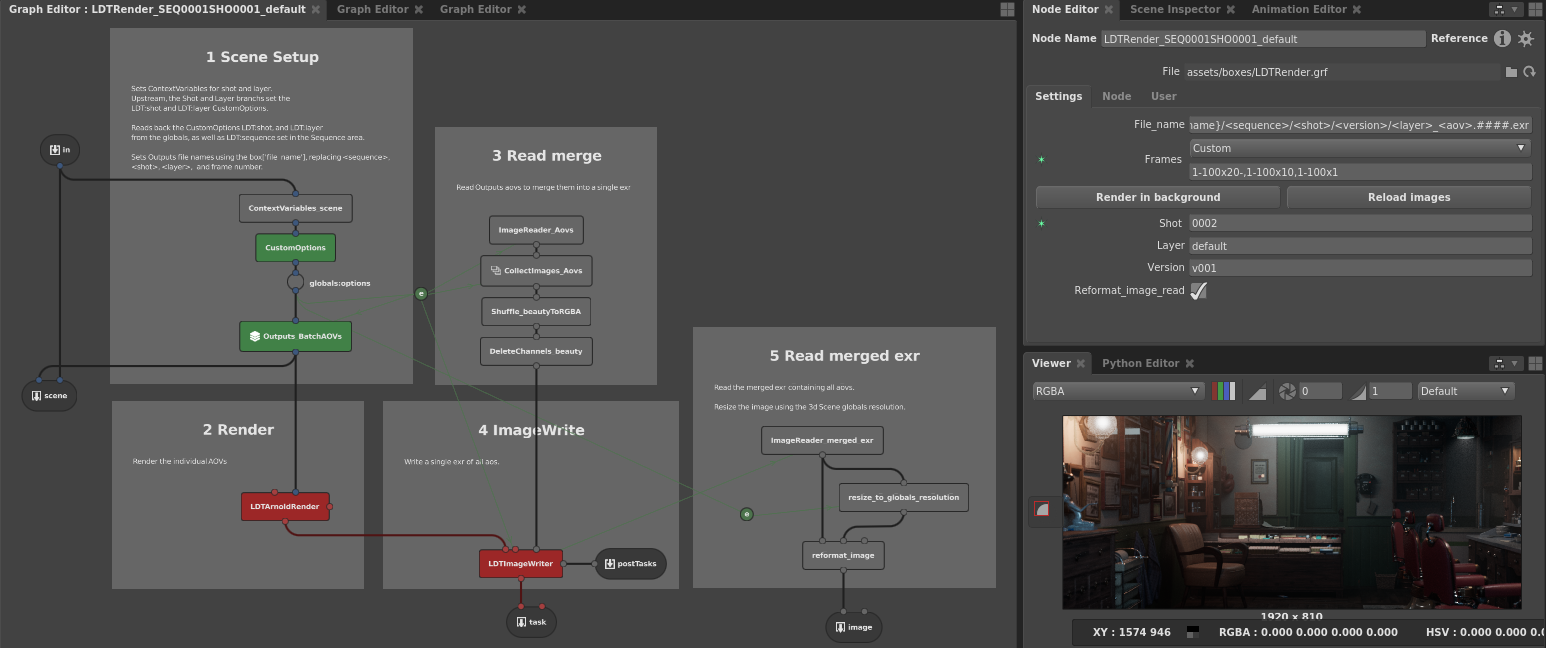 Graph Editor : LDTRender_SEQ0001SHO0001_default
Graph Editor
Graph Editor
1 Scene Setup
Sets ContextVariables for shot and layer.
Upstream, the Shot and Layer branchs set the
LDT:shot and LDT:layer CustomOptions.
Reads back the CustomOptions LDT:shot, and LDT:layer
from the globals, as well as LDT:sequence set in the Sequence area.
Sets Outputs file names using the box['file_name'], replacing <sequence>,
<shot>, <layer>, and frame number.
in
ContextVariables_scene
CustomOptions
globals:options
Outputs_BatchAOVs
scene
e
3 Read merge
Read Outputs aovs to merge them into a single exr
ImageReader_Aovs
CollectImages_Aovs
Shuffle_beautyToRGBA
DeleteChannels_beauty
2 Render
Render the individual AOVs
LDTArnoldRender
4 ImageWrite
Write a single exr of all aos.
LDTImageWriter
postTasks
task
5 Read merged exr
Read the merged exr containing all aovs.
Resize the image using the 3d Scene globals resolution.
ImageReader_merged_exr
resize_to_globals_resolution
e
reformat_image
image
Node Editor
Scene Inspector
Animation Editor
Node Name LDTRender_SEQ0001SHO0001_default Reference
File assets/boxes/LDTRender.grf
Settings Node User
File_name name}/<sequence>/<shot>/<version>/<layer>_<aov>.####.exr
Frames Custom
1-100x20-,1-100x10,1-100x1
Render in background Reload images
Shot 0002
Layer default
Version v001
Reformat_image_read
Viewer
Python Editor
RGBA 0 1 Default
1920 x 810
XY : 1574 946 RGBA : 0.000 0.000 0.000 0.000 HSV : 0.000 0.000 0.0